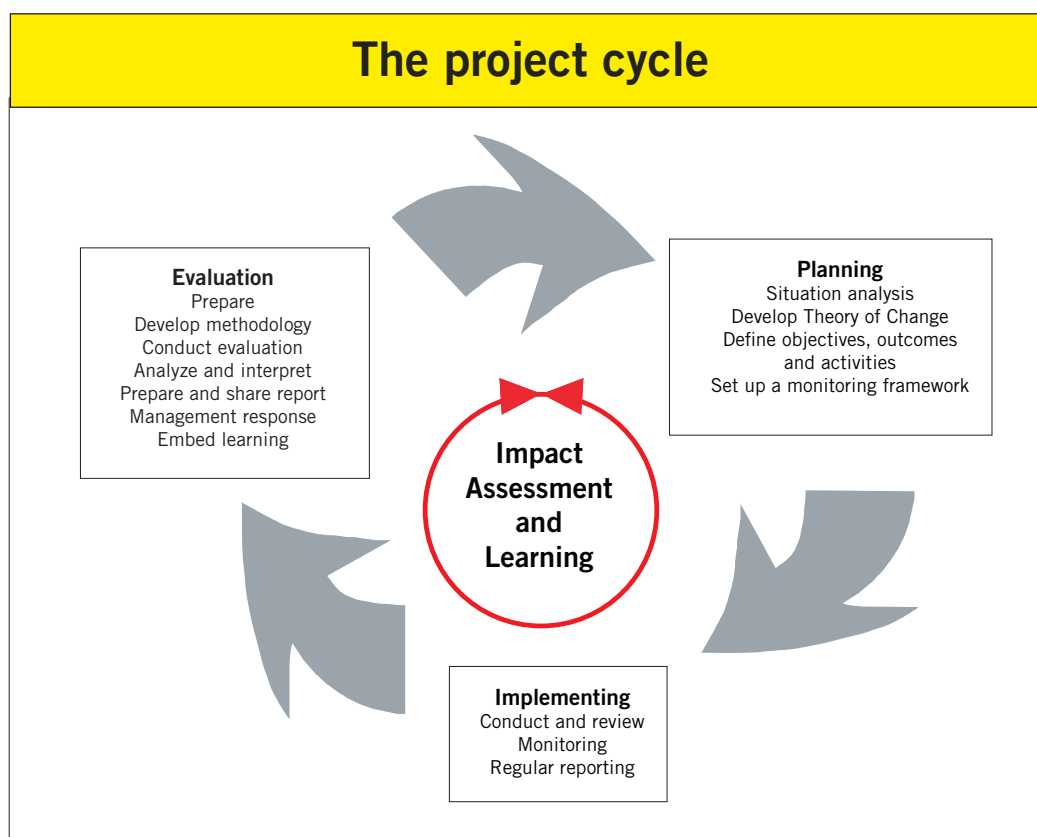 The project cycle
Evaluation
Prepare
Develop methodology
Conduct evaluation
Analyze and interpret
Prepare and share report
Management response
Embed learning
Planning
Situation analysis
Develop Theory of Change
Define objectives, outcomes
and activities
Set up a monitoring framework
Impact
Assessment
and
Learning
Implementing
Conduct and review
Monitoring
Regular reporting